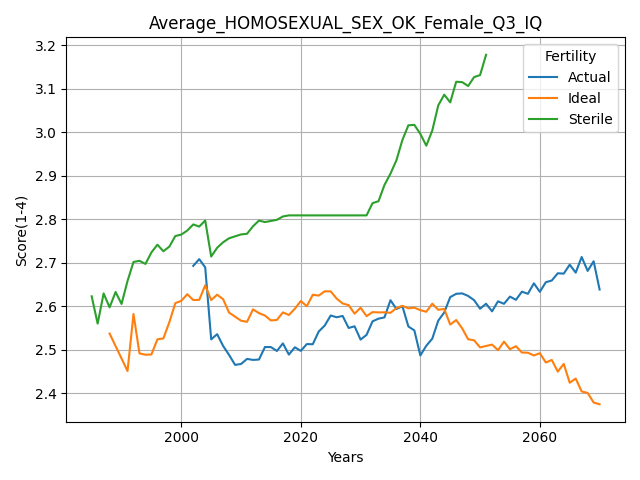 Average_HOMOSEXUAL_SEX_OK_Female_Q3_IQ
3.2
3.1
3.0
2.9
2.8
2.7
2.6
2.5
2.4
Score(1-4)
Fertility
Actual
Ideal
Sterile
2000
2020
2040
2060
Years